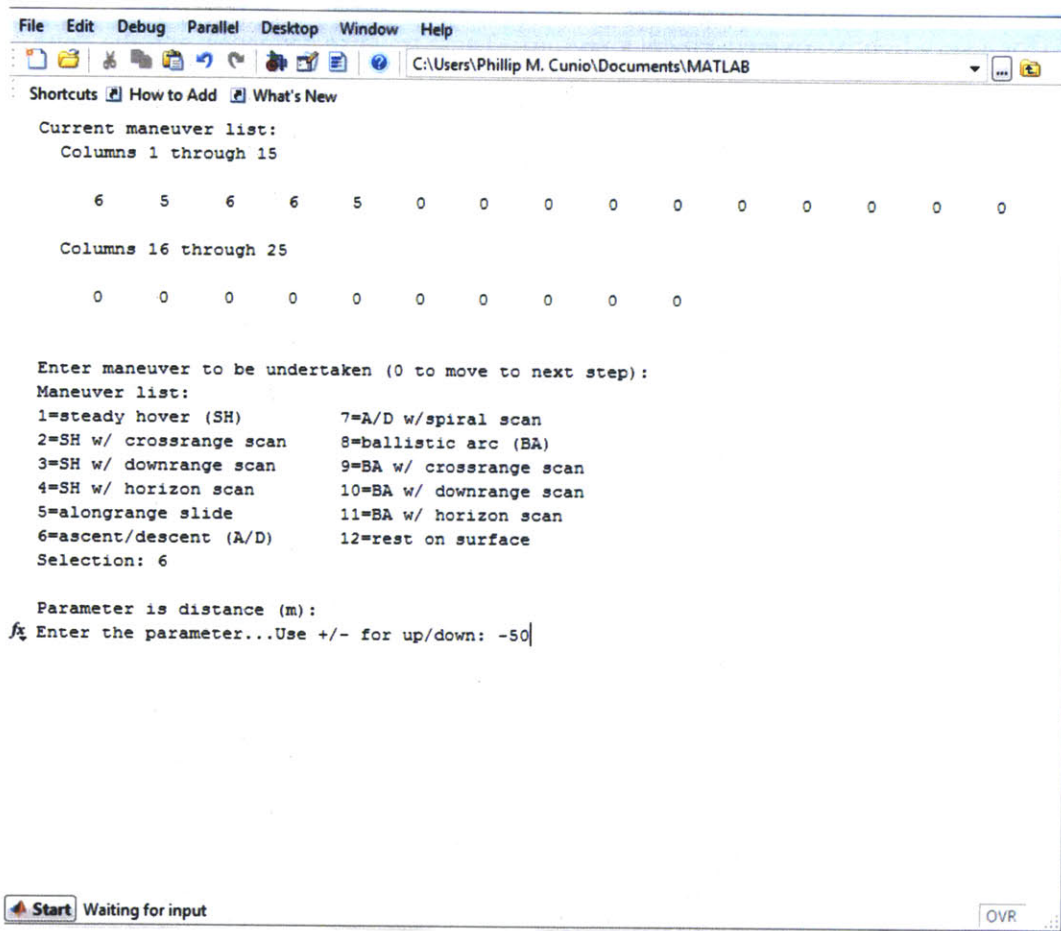 File Edit Debug Parallel Desktop Window Help
C:\Users\Phillip M. Cunio\Documents\MATLAB ...
Shortcuts How to Add What's New
Current maneuver list:
Columns 1 through 15
6 5 6 6 5 0 0 0 0 0 0 0 0 0 0
Columns 16 through 25
0 0 0 0 0 0 0 0 0 0
Enter maneuver to be undertaken (0 to move to next step):
Maneuver list:
1=steady hover (SH) 7=A/D w/spiral scan
2=SH w/ crossrange scan 8=ballistic arc (BA)
3=SH w/ downrange scan 9=BA w/ crossrange scan
4=SH w/ horizon scan 10=BA w/ downrange scan
5=alongrange slide 11=BA w/ horizon scan
6=ascent/descent (A/D) 12=rest on surface
Selection: 6
Parameter is distance (m):
fx Enter the parameter...Use +/- for up/down: -50
Start Waiting for input OVR